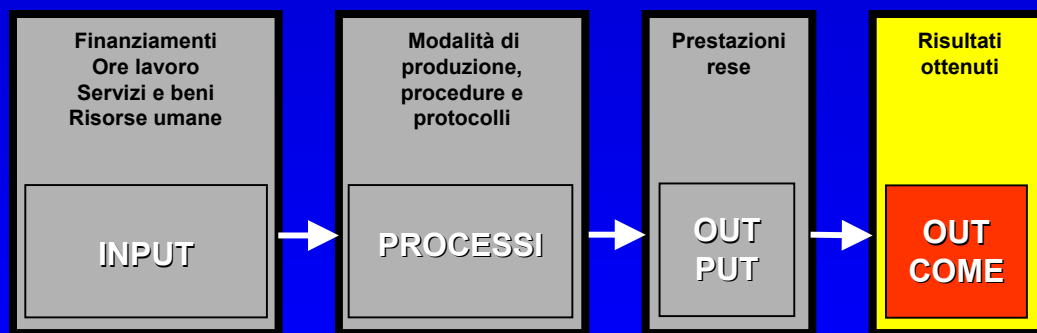 Finanziamenti
Ore lavoro
Servizi e beni
Risorse umane
INPUT
Modalità di
produzione,
procedure e
protocolli
PROCESSI
Prestazioni
rese
OUT
PUT
Risultati
ottenuti
OUT
COME